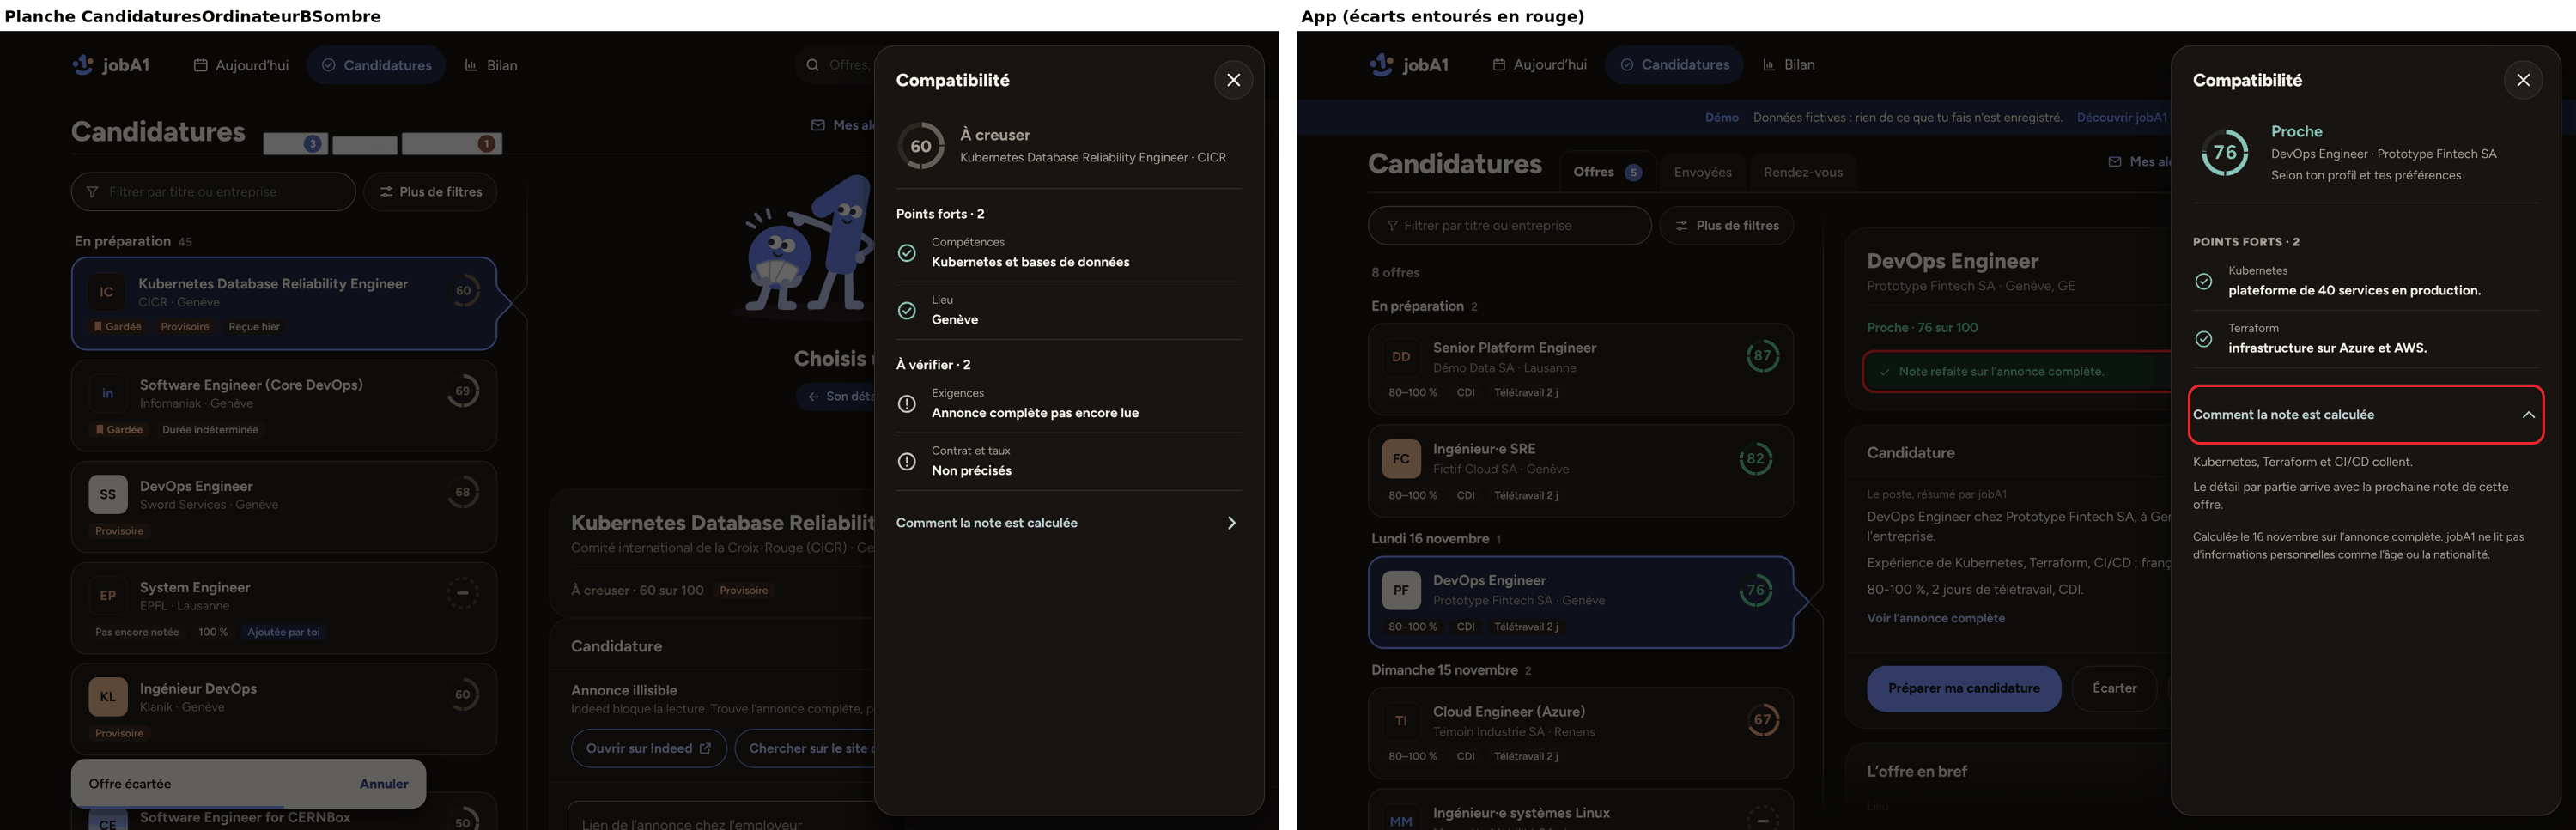 Planche CandidaturesOrdinateurBSombre
jobA1
Aujourd'hui
Candidatures
Bilan
Offres,
Candidatures
3
1
Mes al
Filtrer par titre ou entreprise
Plus de filtres
En préparation 45
IC
Kubernetes Database Reliability Engineer
CICR · Genève
60
Gardée
Provisoire
Reçue hier
in
Software Engineer (Core DevOps)
Infomaniak · Genève
69
Gardée
Durée indéterminée
SS
DevOps Engineer
Sword Services · Genève
68
Provisoire
EP
System Engineer
EPFL · Lausanne
Pas encore notée
100 %
Ajoutée par toi
KL
Ingénieur DevOps
Klanik · Genève
60
Provisoire
Offre écartée
Annuler
CE
Software Engineer for CERNBox
50
1
Choisis
Son déta
Kubernetes Database Reliabilit
Comité international de la Croix-Rouge (CICR) · Ge
À creuser · 60 sur 100
Provisoire
Candidature
Annonce illisible
Indeed bloque la lecture. Trouve l'annonce complète, p
Ouvrir sur Indeed
Chercher sur le site
Lien de l'annonce chez l'employeur
Compatibilité
60
À creuser
Kubernetes Database Reliability Engineer · CICR
Points forts · 2
Compétences
Kubernetes et bases de données
Lieu
Genève
À vérifier · 2
Exigences
Annonce complète pas encore lue
Contrat et taux
Non précisés
Comment la note est calculée
App (écarts entourés en rouge)
jobA1
Aujourd'hui
Candidatures
Bilan
Démo
Données fictives : rien de ce que tu fais n'est enregistré.
Découvrir jobA1
Candidatures
Offres 5
Envoyées
Rendez-vous
Mes al
Filtrer par titre ou entreprise
Plus de filtres
8 offres
En préparation 2
DD
Senior Platform Engineer
Démo Data SA · Lausanne
87
80–100 %
CDI
Télétravail 2 j
FC
Ingénieur·e SRE
Fictif Cloud SA · Genève
82
80–100 %
CDI
Télétravail 2 j
Lundi 16 novembre 1
PF
DevOps Engineer
Prototype Fintech SA · Genève
76
80–100 %
CDI
Télétravail 2 j
Dimanche 15 novembre 2
TI
Cloud Engineer (Azure)
Témoin Industrie SA · Renens
67
80–100 %
CDI
Télétravail 2 j
MM
Ingénieur·e systèmes Linux
DevOps Engineer
Prototype Fintech SA · Genève, GE
Proche · 76 sur 100
Note refaite sur l'annonce complète.
Candidature
Le poste, résumé par jobA1
DevOps Engineer chez Prototype Fintech SA, à Ge
l'entreprise.
Expérience de Kubernetes, Terraform, CI/CD ; franç
80-100 %, 2 jours de télétravail, CDI.
Voir l'annonce complète
Préparer ma candidature
Écarter
L'offre en bref
Lieu
Compatibilité
76
Proche
DevOps Engineer · Prototype Fintech SA
Selon ton profil et tes préférences
POINTS FORTS · 2
Kubernetes
plateforme de 40 services en production.
Terraform
infrastructure sur Azure et AWS.
Comment la note est calculée
Kubernetes, Terraform et CI/CD collent.
Le détail par partie arrive avec la prochaine note de cette
offre.
Calculée le 16 novembre sur l'annonce complète. jobA1 ne lit pas
d'informations personnelles comme l'âge ou la nationalité.